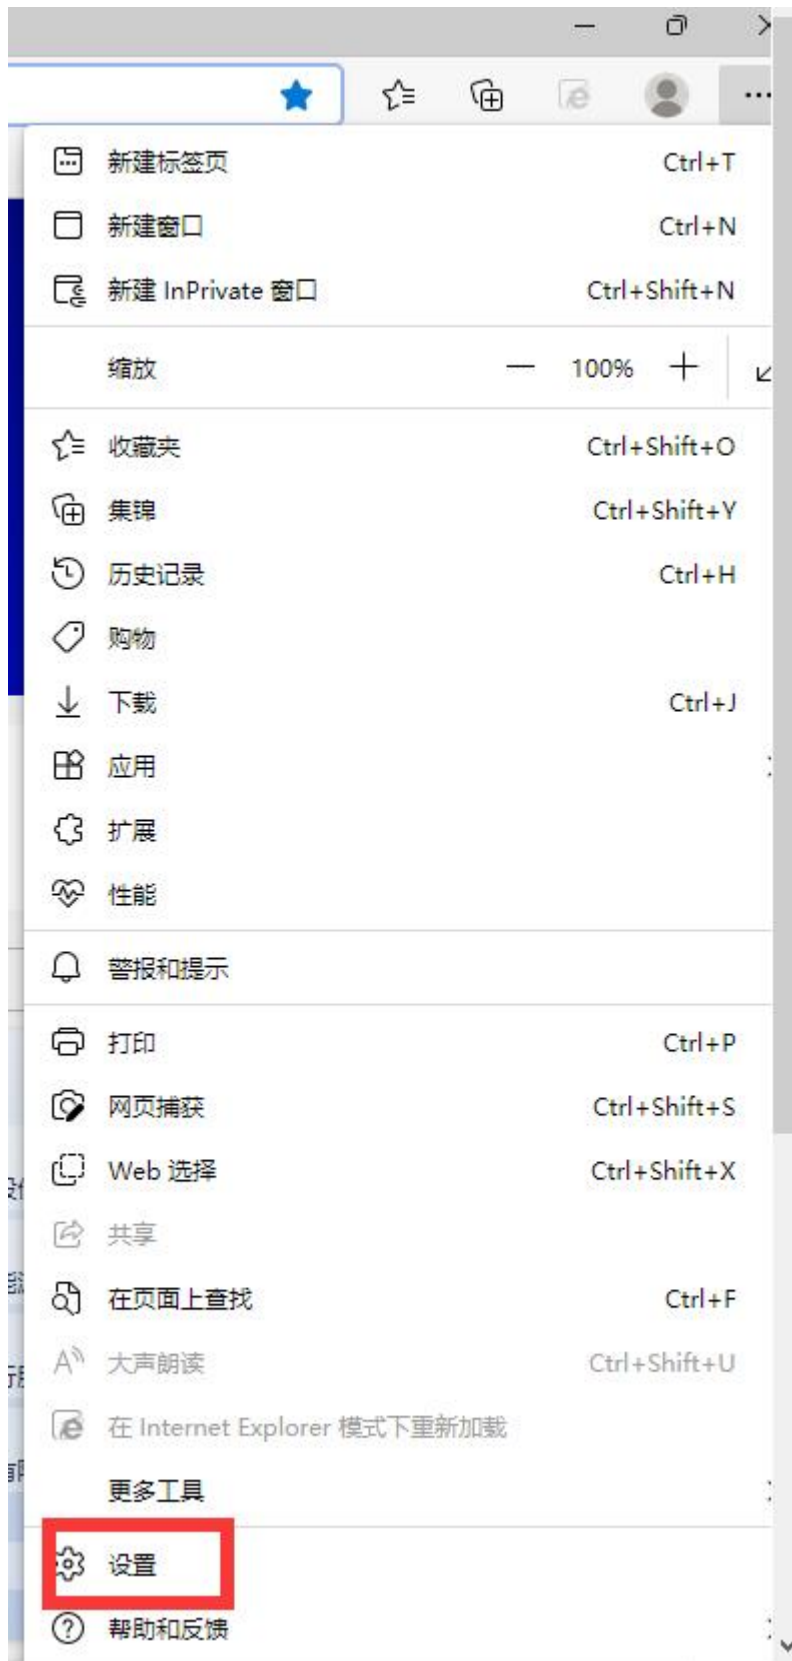 新建标签页 Ctrl+T
新建窗口 Ctrl+N
新建 InPrivate 窗口 Ctrl+Shift+N
缩放 — 100% +
收藏夹 Ctrl+Shift+O
集锦 Ctrl+Shift+Y
历史记录 Ctrl+H
购物
下载 Ctrl+J
应用
扩展
性能
警报和提示
打印 Ctrl+P
网页捕获 Ctrl+Shift+S
Web 选择 Ctrl+Shift+X
共享
在页面上查找 Ctrl+F
大声朗读 Ctrl+Shift+U
在 Internet Explorer 模式下重新加载
更多工具
设置
帮助和反馈